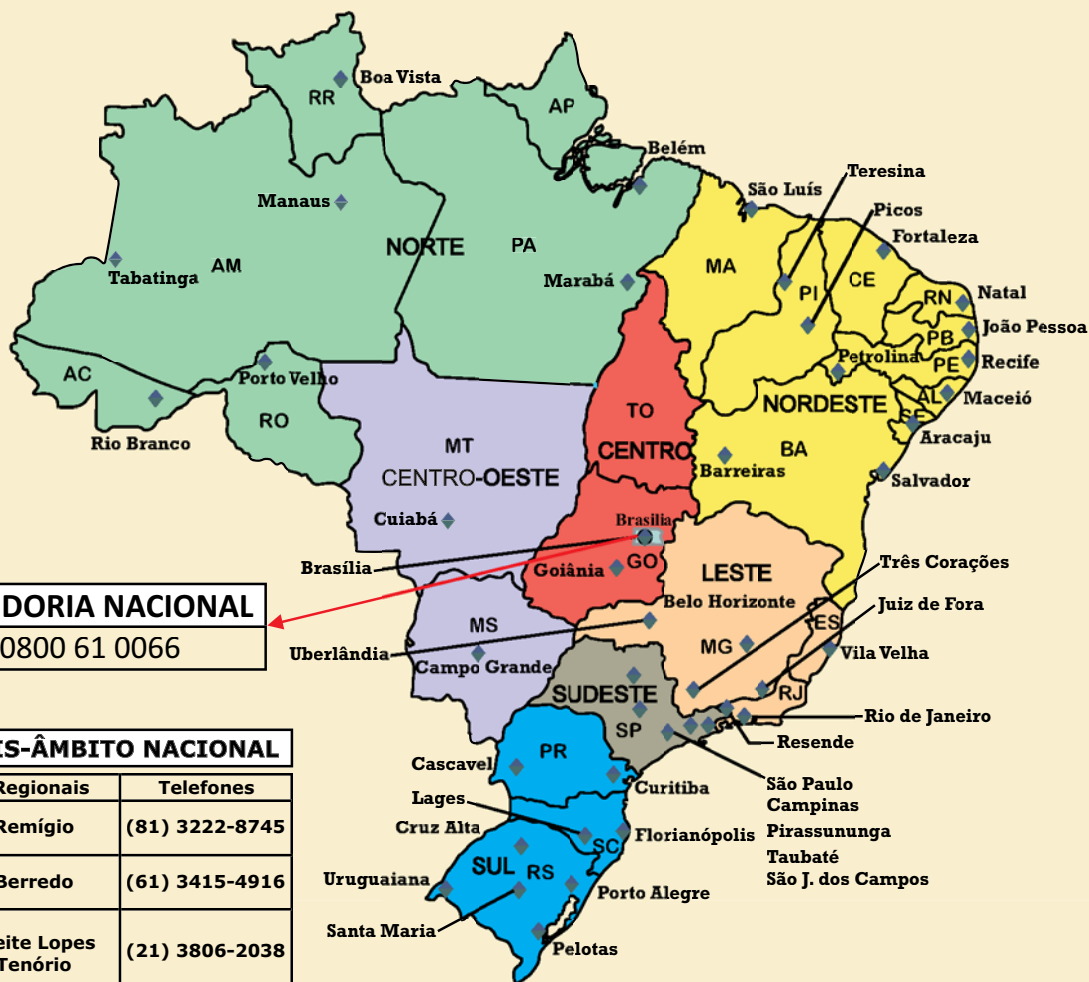 Boa Vista
RR
AP
Belém
Teresina
São Luís
Manaus
Picos
NORTE
PA
Fortaleza
AM
MA
Tabatinga
Marabá
PI
CE
RN
Natal
João Pessoa
PB
Petrolina
PE
Recife
AC
Porto Velho
AL
Maceió
TO
NORDESTE
SE
RO
Rio Branco
Aracaju
MT
CENTRO
BA
CENTRO-OESTE
Barreiras
Salvador
Cuiabá
Brasilia
Brasília
Goiânia
GO
LESTE
Três Corações
DORIA NACIONAL
Belo Horizonte
Juiz de Fora
0800 61 0066
MS
ES
Uberlândia
Campo Grande
MG
Vila Velha
SUDESTE
RJ
SP
Rio de Janeiro
Resende
IS-ÂMBITO NACIONAL
PR
Cascavel
Curitiba
São Paulo
Campinas
Pirassununga
Taubaté
São J. dos Campos
Regionais
Telefones
Lages
Remígio
(81) 3222-8745
Cruz Alta
Florianópolis
SC
SUL
RS
Berredo
(61) 3415-4916
Uruguaiana
Porto Alegre
Santa Maria
Pelotas
eite Lopes
Tenório
(21) 3806-2038